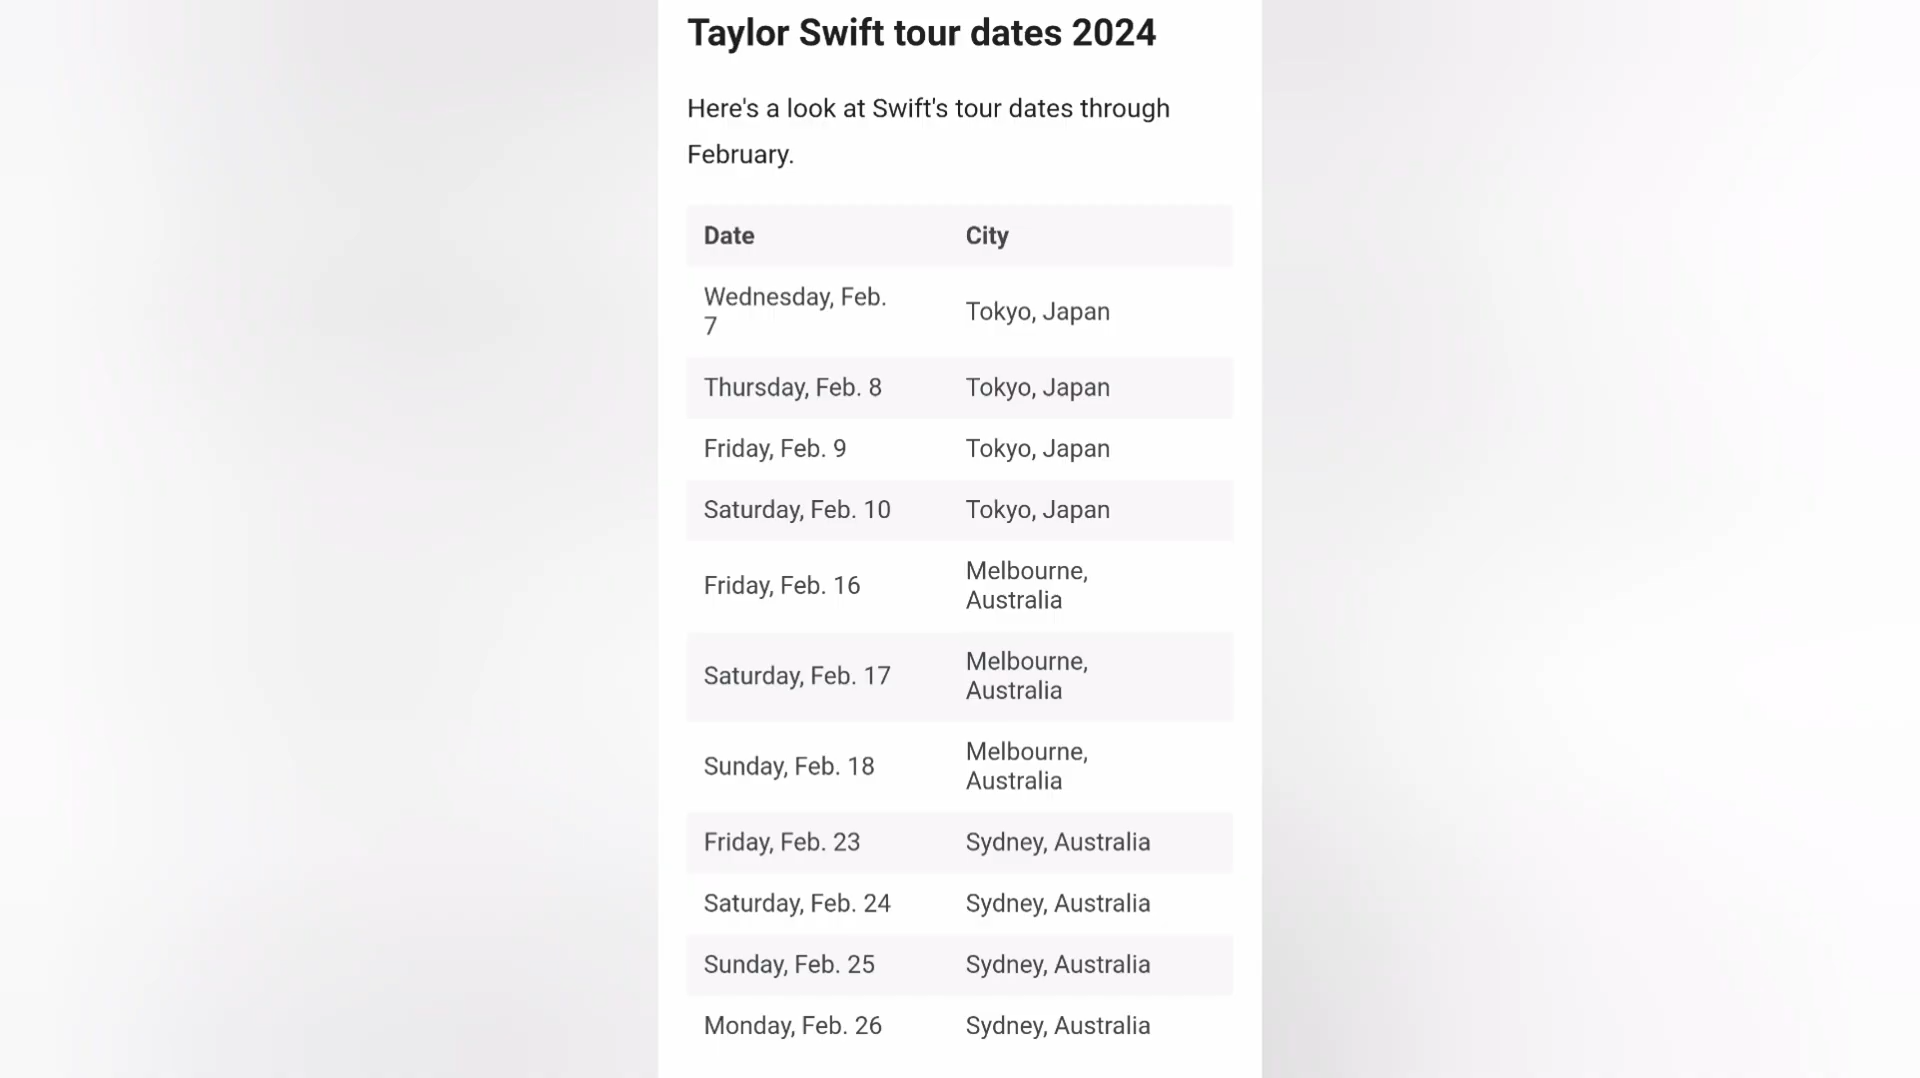 Taylor Swift tour dates 2024
Here's a look at Swift's tour dates through
February.
Date City
Wednesday, Feb.
7
Tokyo, Japan
Thursday, Feb. 8 Tokyo, Japan
Friday, Feb. 9 Tokyo, Japan
Saturday, Feb. 10 Tokyo, Japan
Friday, Feb. 16
Melbourne,
Australia
Saturday, Feb. 17
Melbourne,
Australia
Sunday, Feb. 18
Melbourne,
Australia
Friday, Feb. 23 Sydney, Australia
Saturday, Feb. 24 Sydney, Australia
Sunday, Feb. 25 Sydney, Australia
Monday, Feb. 26 Sydney, Australia